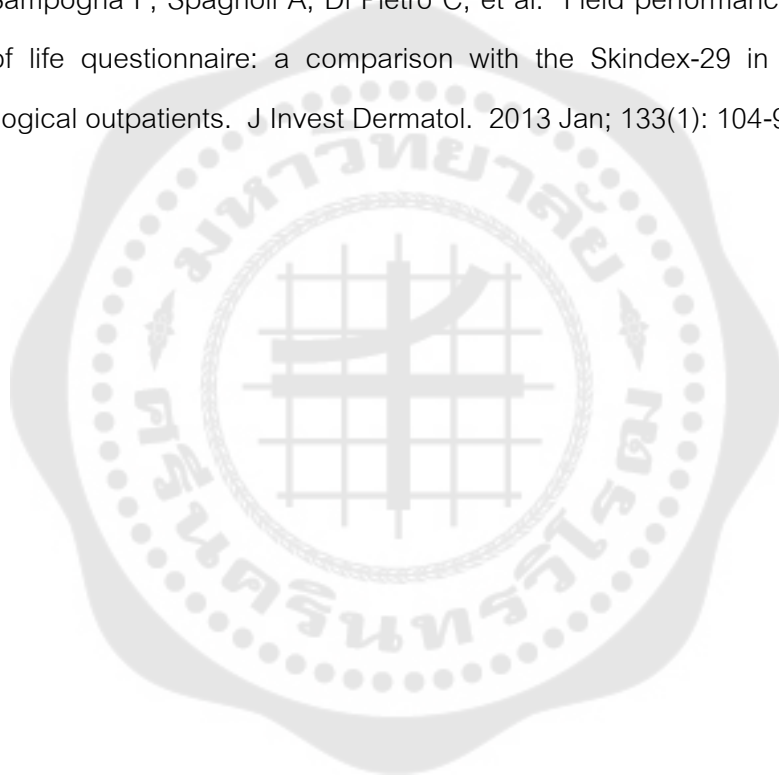 Sampogna F, Spagnoli A, Di Pietro C, et al. Field performanc
of life questionnaire: a comparison with the Skindex-29 in
logical outpatients. J Invest Dermatol. 2013 Jan; 133(1): 104-9
มหาวิทยาลัย
ศรีนครินทรวิโรฒ